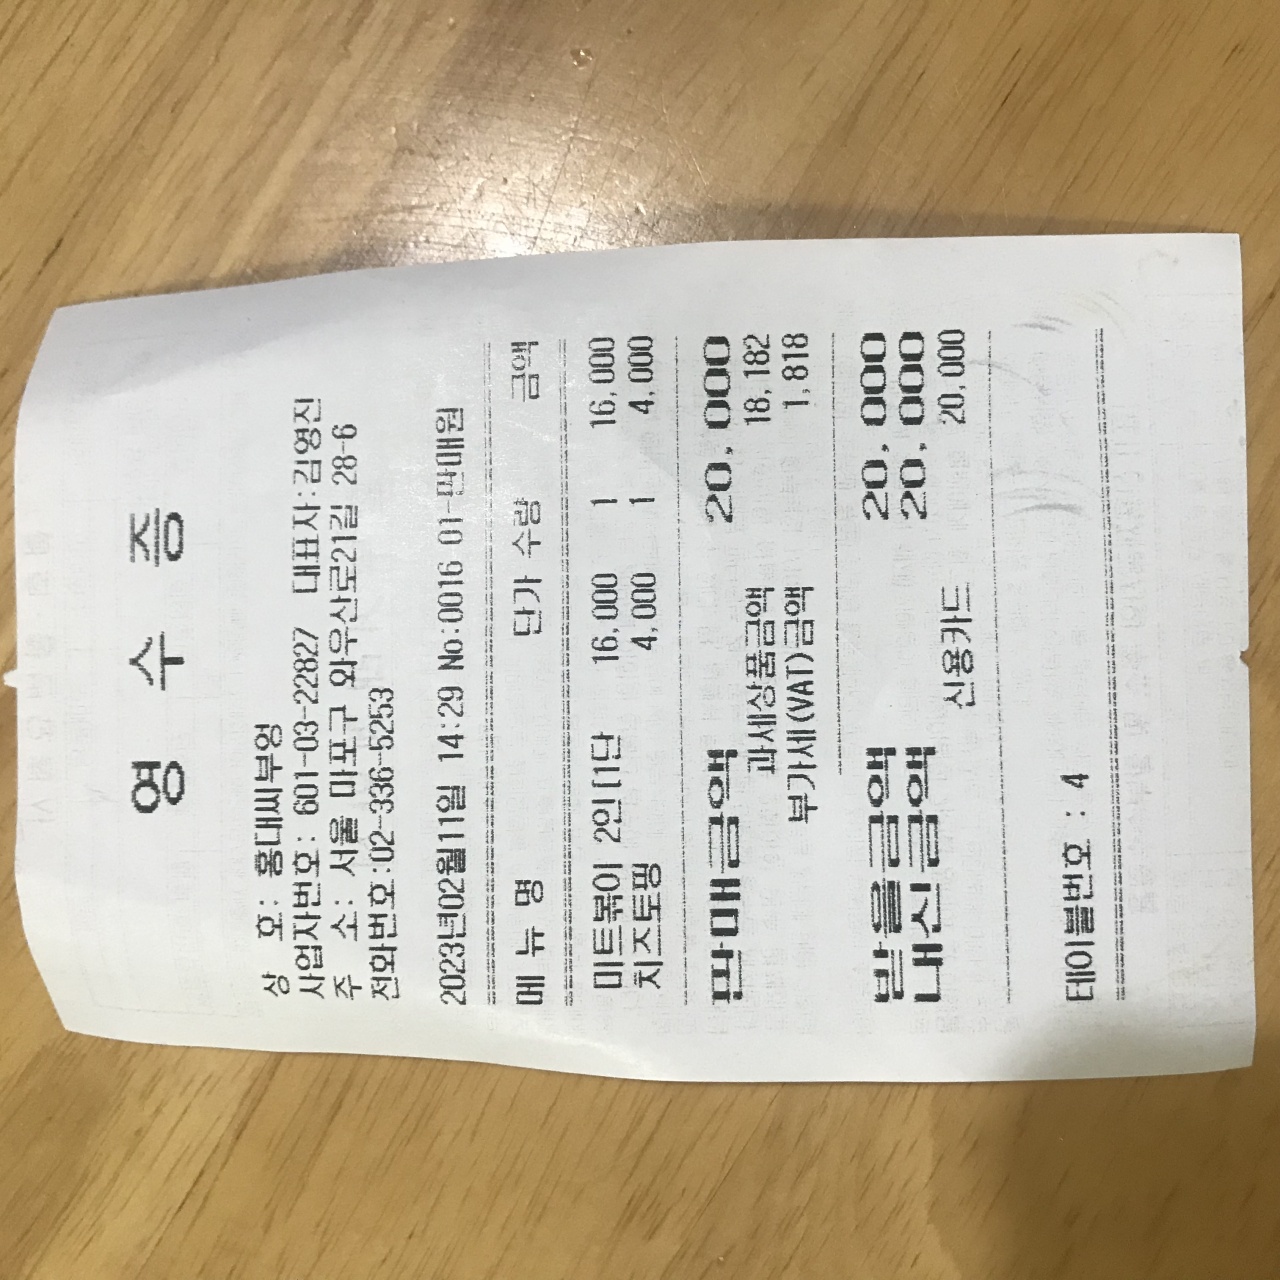 영 수 증
상 호: 홍대씨부엉
사업자번호: 601-03-22827 대표자:김영진
주 소: 서울 마포구 와우산로21길 28-6
전화번호:02-336-5253
2023년02월11일 14:29 No:0016 01-판매원
메 뉴 명 단가 수량 금액
미트볶이 2인[1단 16,000 1 16,000
치즈토핑 4,000 1 4,000
판매금액 20,000
과세상품금액 18,182
부가세(VAT)금액 1,818
받을금액 20,000
내신금액 20,000
신용카드 20,000
테이블번호 : 4